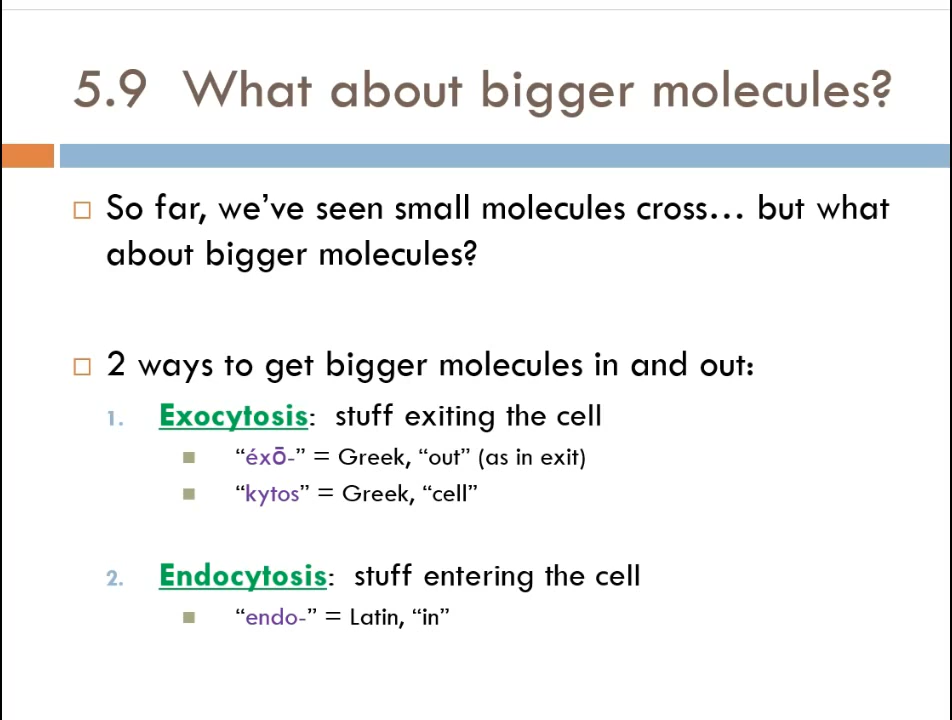 5.9 What about bigger molecules?
So far, we've seen small molecules cross… but what
about bigger molecules?
2 ways to get bigger molecules in and out:
1. Exocytosis: stuff exiting the cell
"éxō-" = Greek, "out" (as in exit)
"kytos" = Greek, "cell"
2. Endocytosis: stuff entering the cell
"endo-" = Latin, "in"